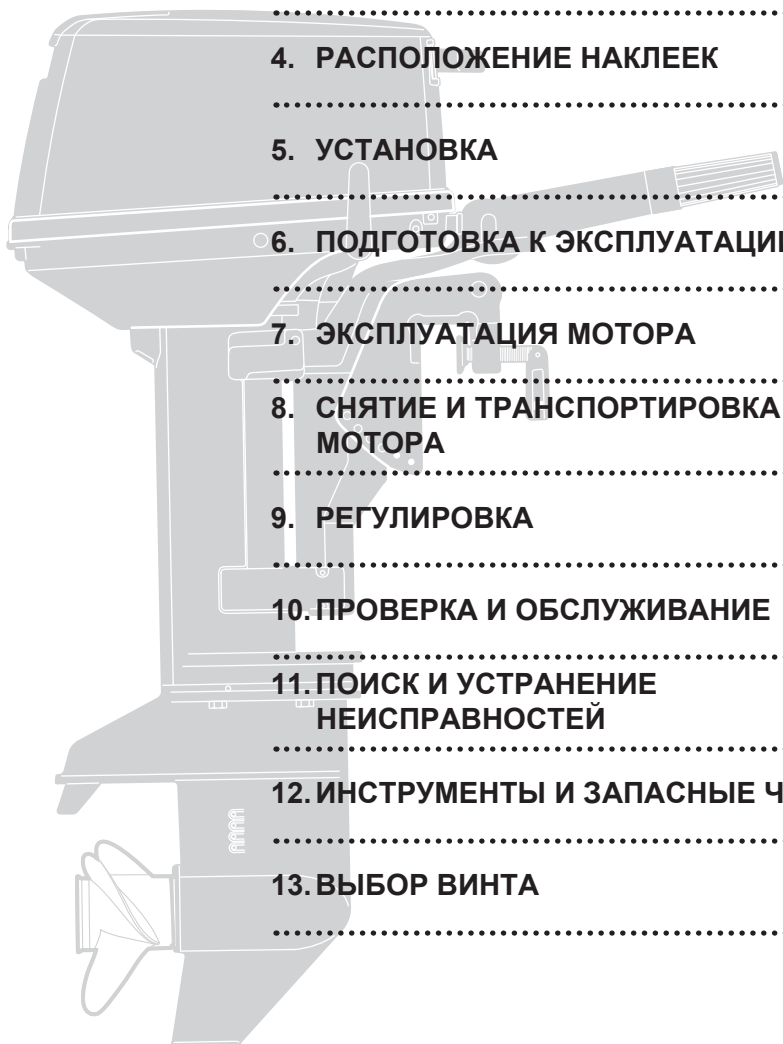 4. РАСПОЛОЖЕНИЕ НАКЛЕЕК
5. УСТАНОВКА
6. ПОДГОТОВКА К
7. ЭКСПЛУАТАЦИЯ МОТОРА
8. СНЯТИЕ И ТРАНСПОРТИРОВКА
МОТОРА
9. РЕГУЛИРОВКА
10. ПРОВЕРКА И ОБСЛУЖИВАНИЕ
11. ПОИСК И УСТРАНЕНИЕ
НЕИСПРАВНОСТЕЙ
12. ИНСТРУМЕНТЫ И ЗАПАСНЫЕ
13. ВЫБОР ВИНТА